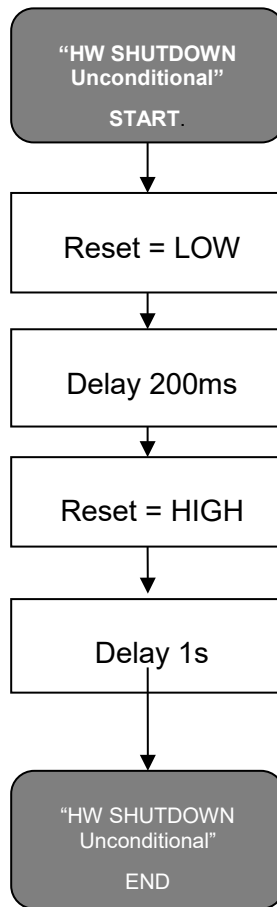 “HW SHUTDOWN
Unconditional”
START.
Reset = LOW
Delay 200ms
Reset = HIGH
Delay 1s
“HW SHUTDOWN
Unconditional”
END